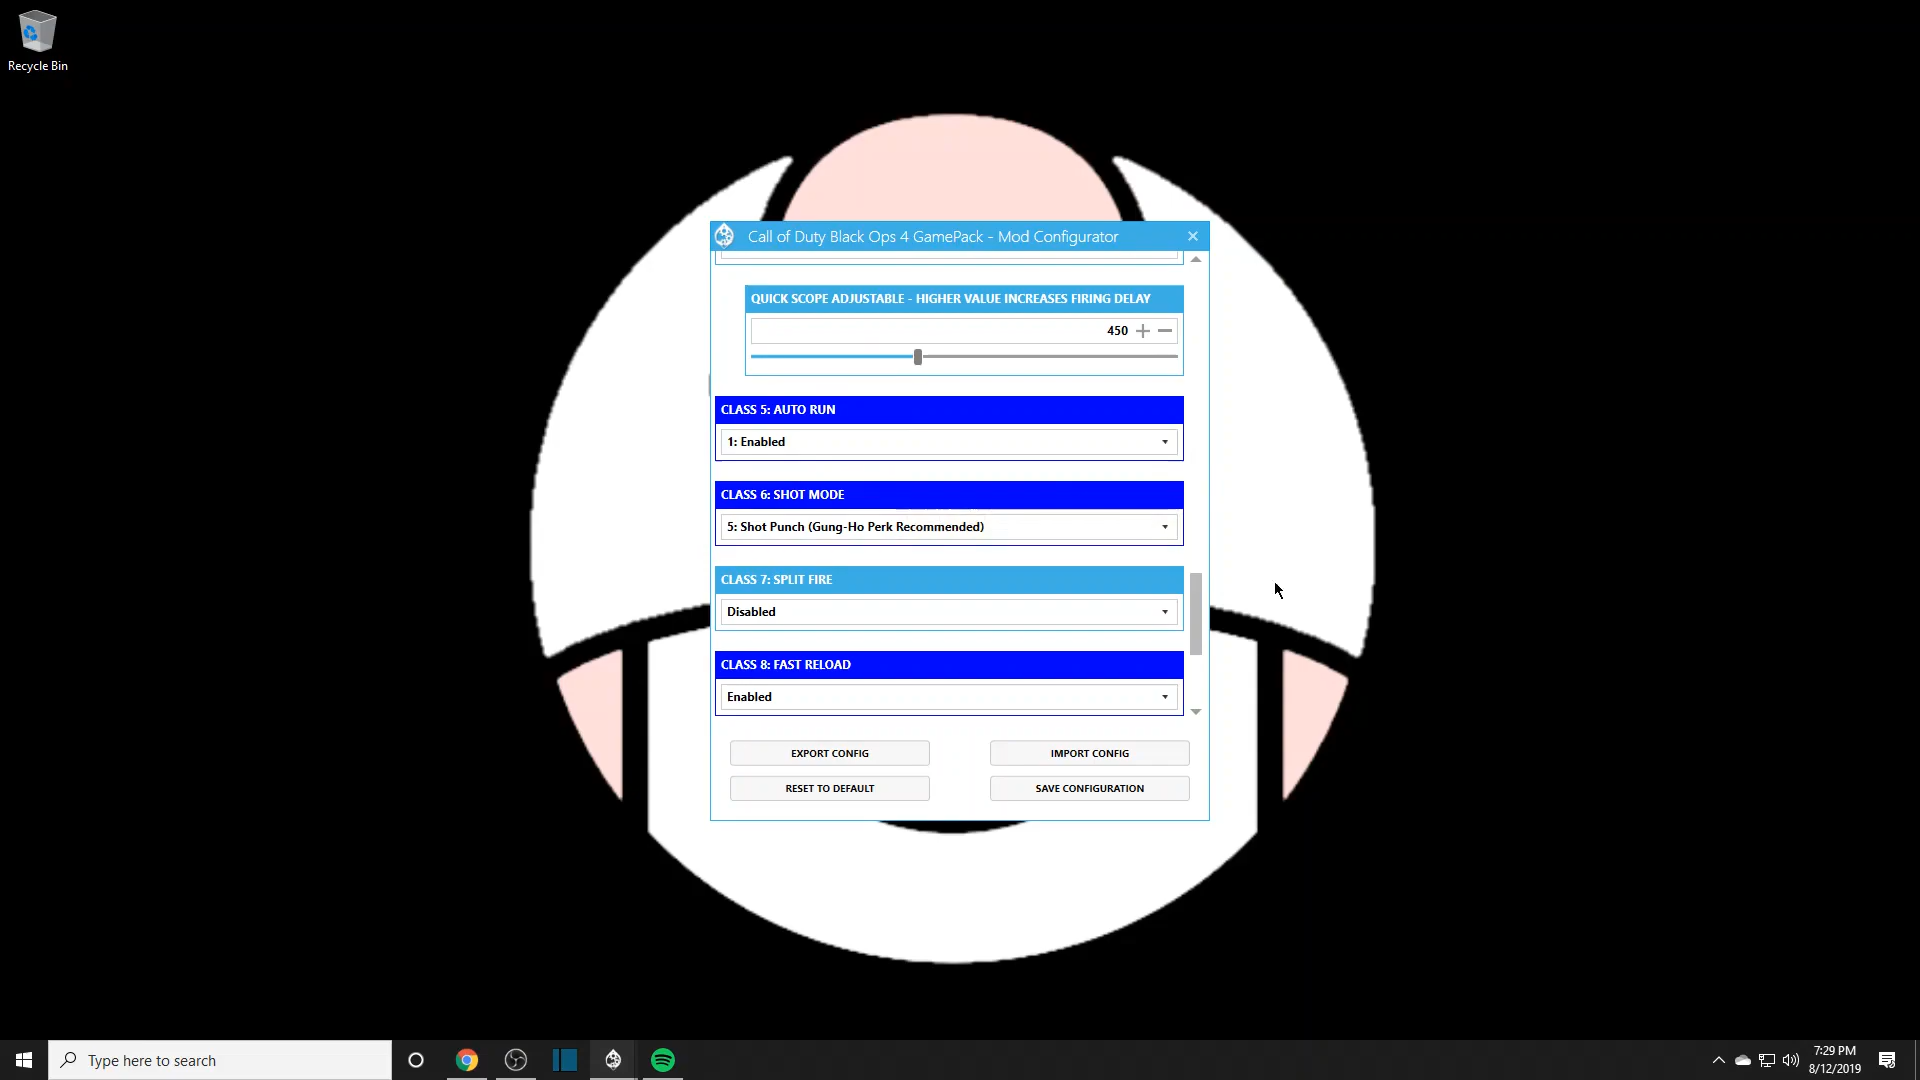 Recycle Bin
Call of Duty Black Ops 4 GamePack - Mod Configurator
QUICK SCOPE ADJUSTABLE - HIGHER VALUE INCREASES FIRING DELAY
450
CLASS 5: AUTO RUN
1: Enabled
CLASS 6: SHOT MODE
5: Shot Punch (Gung-Ho Perk Recommended)
CLASS 7: SPLIT FIRE
Disabled
CLASS 8: FAST RELOAD
Enabled
EXPORT CONFIG
IMPORT CONFIG
RESET TO DEFAULT
SAVE CONFIGURATION
Type here to search
7:29 PM
8/12/2019